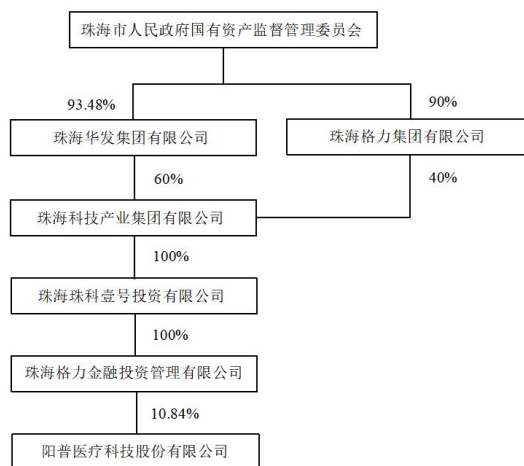 珠海市人民政府国有资产监督管理委员会
93.48%
90%
珠海华发集团有限公司
珠海格力集团有限公司
60%
40%
珠海科技产业集团有限公司
100%
珠海珠科壹号投资有限公司
100%
珠海格力金融投资管理有限公司
10.84%
阳普医疗科技股份有限公司